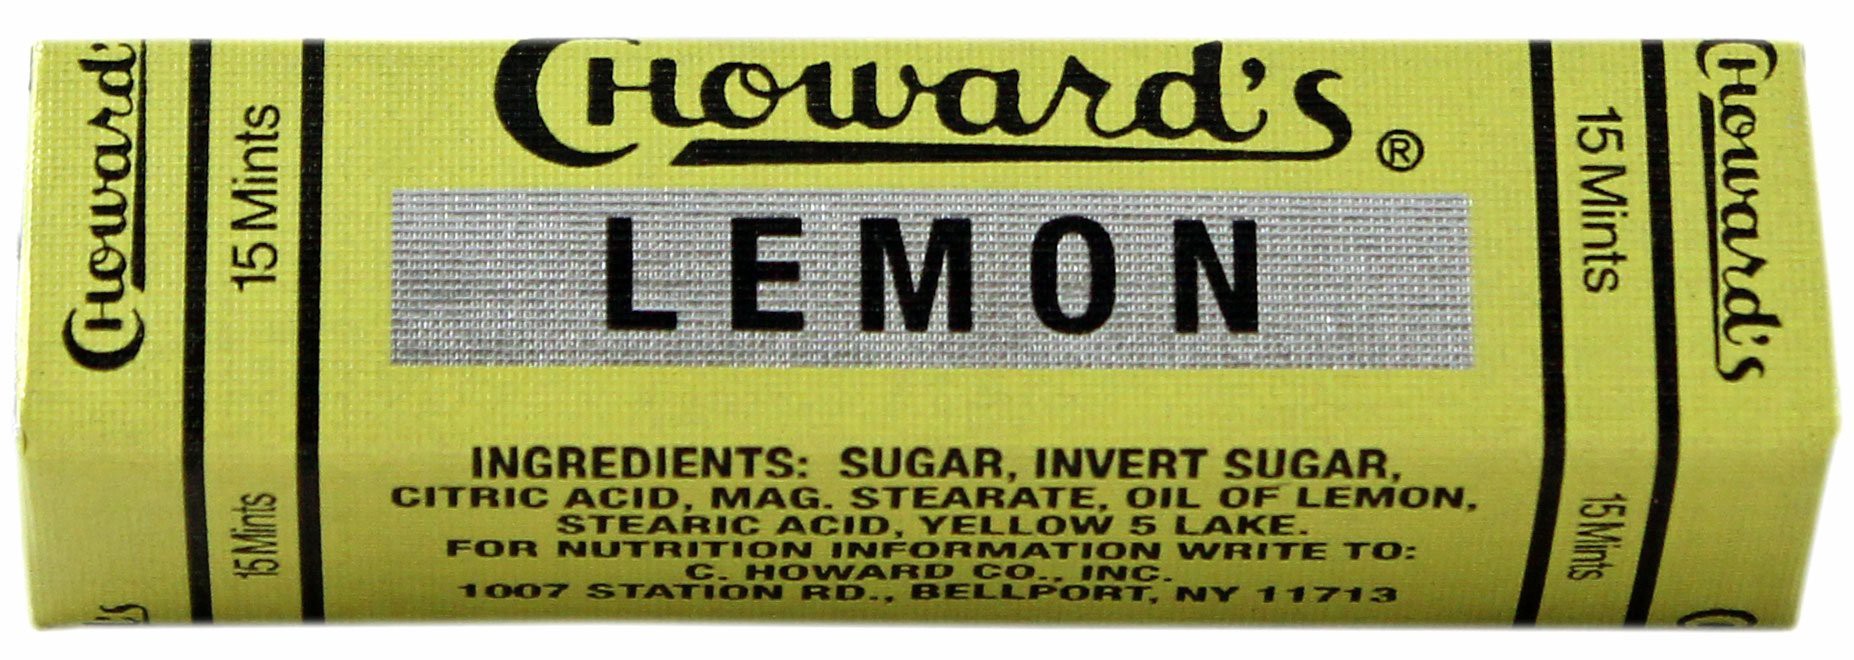 CHoward's
15 Mints
CHoward's ®
LEMON
15 Mints
CHoward's
INGREDIENTS: SUGAR, INVERT SUGAR,
CITRIC ACID, MAG. STEARATE, OIL OF LEMON,
STEARIC ACID, YELLOW 5 LAKE.
FOR NUTRITION INFORMATION WRITE TO:
C. HOWARD CO., INC.
1007 STATION RD., BELLPORT, NY 11713
15 Mints
15 Mints